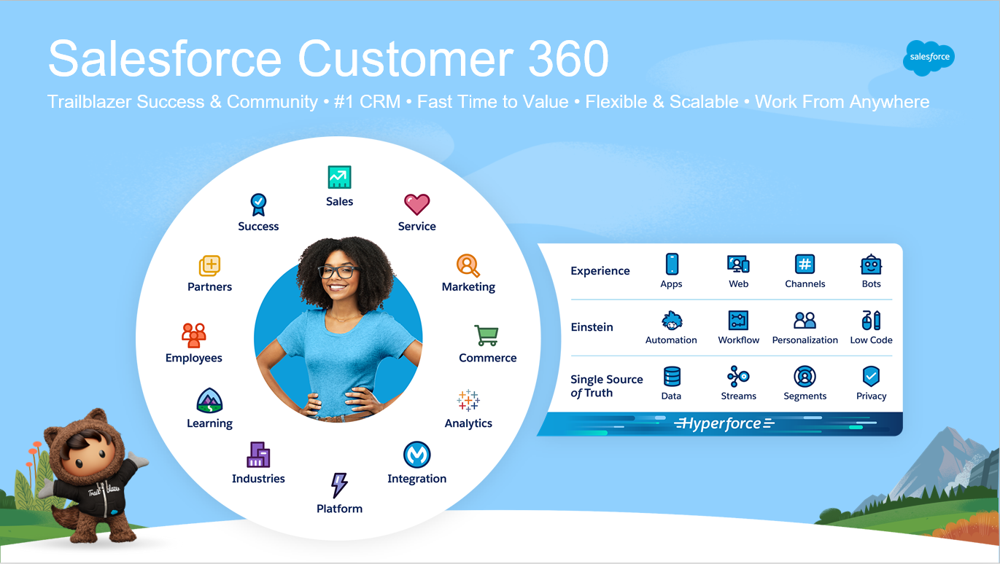 Salesforce Customer 360
salesforce
Trailblazer Success & Community • #1 CRM • Fast Time to Value • Flexible & Scalable • Work From Anywhere
Sales
Success
Service
Partners
Marketing
Employees
Commerce
Learning
Analytics
Industries
Integration
Platform
Experience
Apps
Web
Channels
Bots
Einstein
Automation
Workflow
Personalization
Low Code
Single Source
of Truth
Data
Streams
Segments
Privacy
Hyperforce
Trailblazer